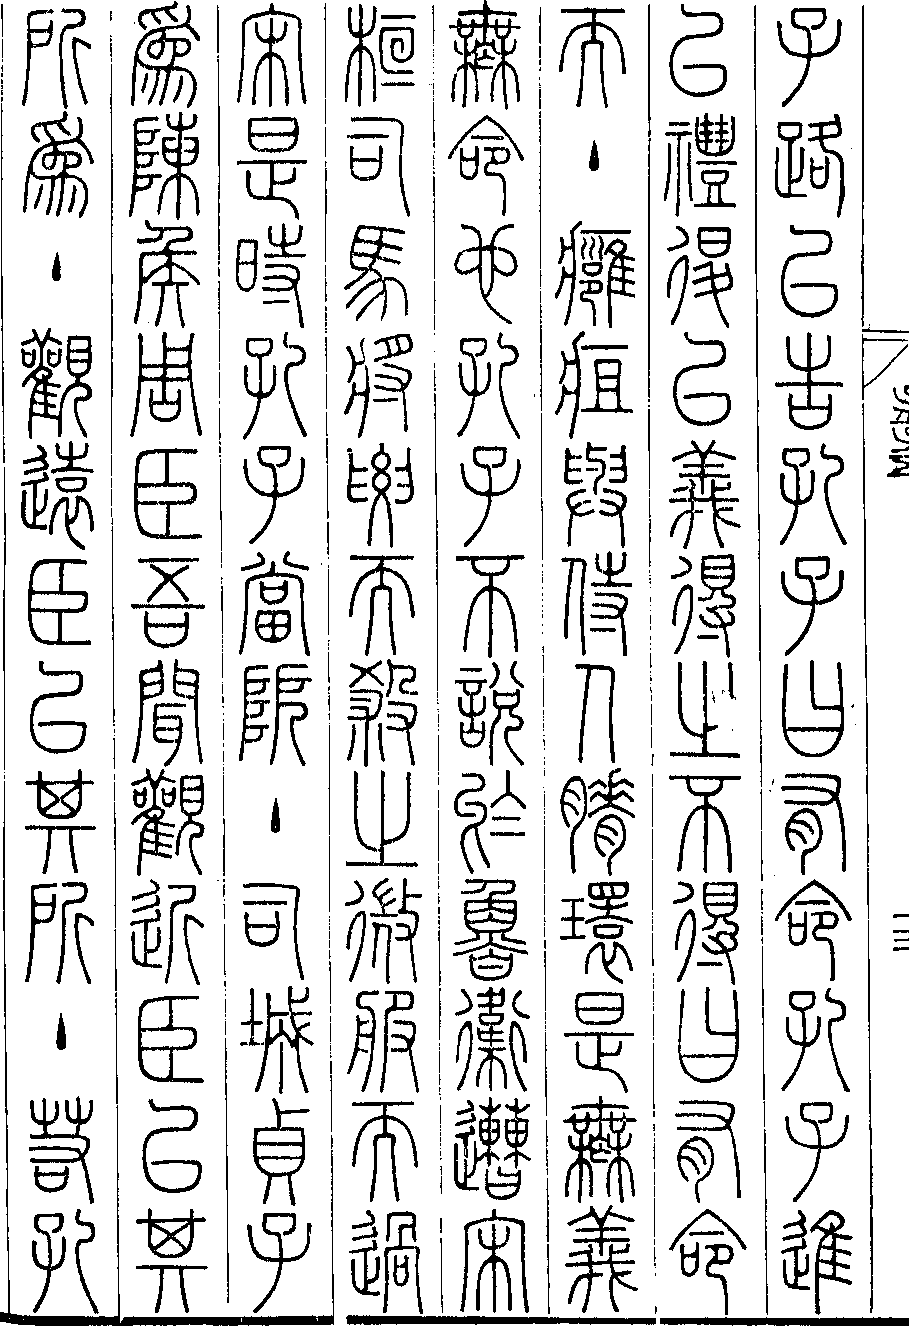 子路以告孔子曰有命孔子進
以禮退以義得之不得曰有命
而主癰疽與侍人瘠環是無義
無命也孔子不說於魯衛遭宋
桓司馬將要而殺之微服而過
宋是時孔子當阨主司城貞子
為陳侯周臣吾聞觀近臣以其
所為主觀遠臣以其所主若孔